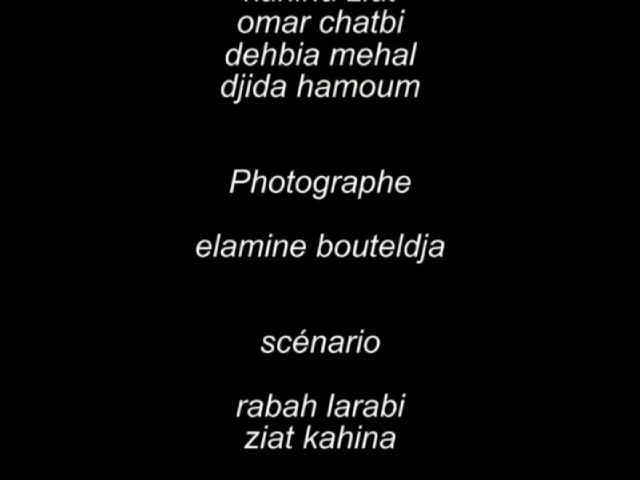 omar chatbi
dehbia mehal
djida hamoum
Photographe
elamine bouteldja
scénario
rabah larabi
ziat kahina